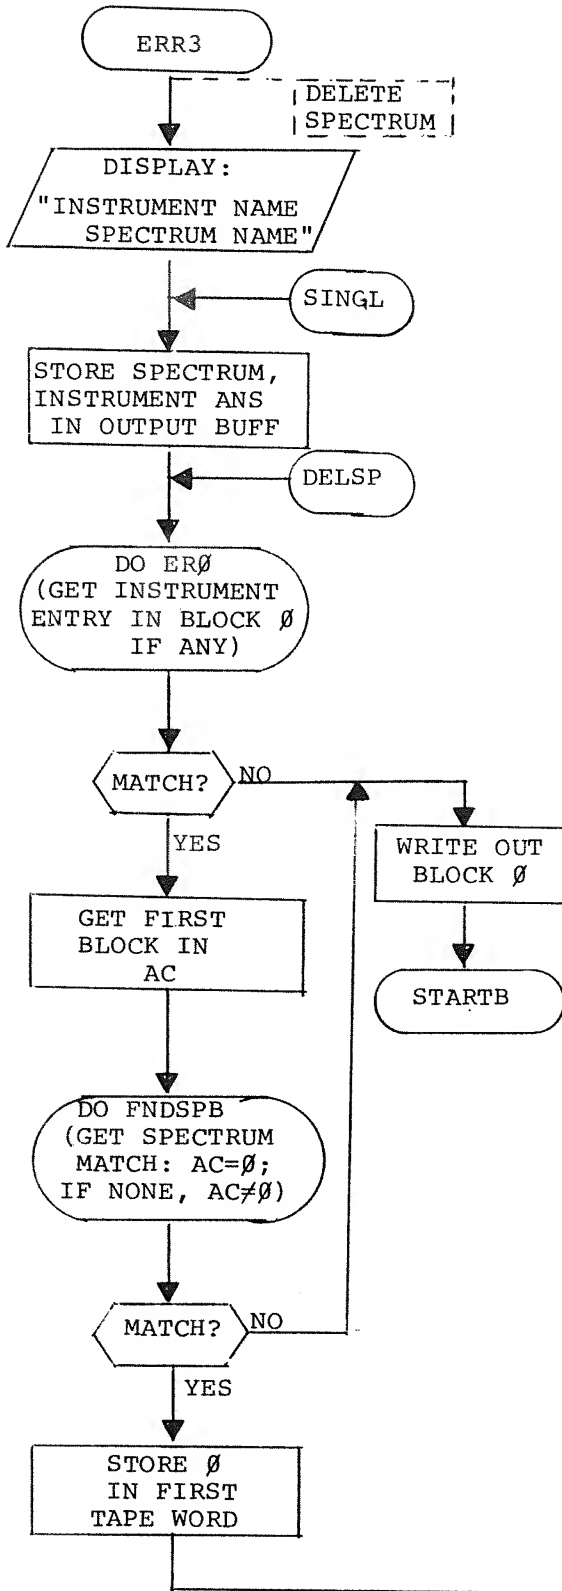 ERR3
DELETE
SPECTRUM
DISPLAY:
"INSTRUMENT NAME
SPECTRUM NAME"
SINGL
STORE SPECTRUM,
INSTRUMENT ANS
IN OUTPUT BUFF
DELSP
DO ERØ
(GET INSTRUMENT
ENTRY IN BLOCK Ø
IF ANY)
MATCH?
NO
YES
WRITE OUT
BLOCK Ø
GET FIRST
BLOCK IN
AC
STARTB
DO FNDSPB
(GET SPECTRUM
MATCH: AC=Ø;
IF NONE, AC≠Ø)
MATCH?
NO
YES
STORE Ø
IN FIRST
TAPE WORD